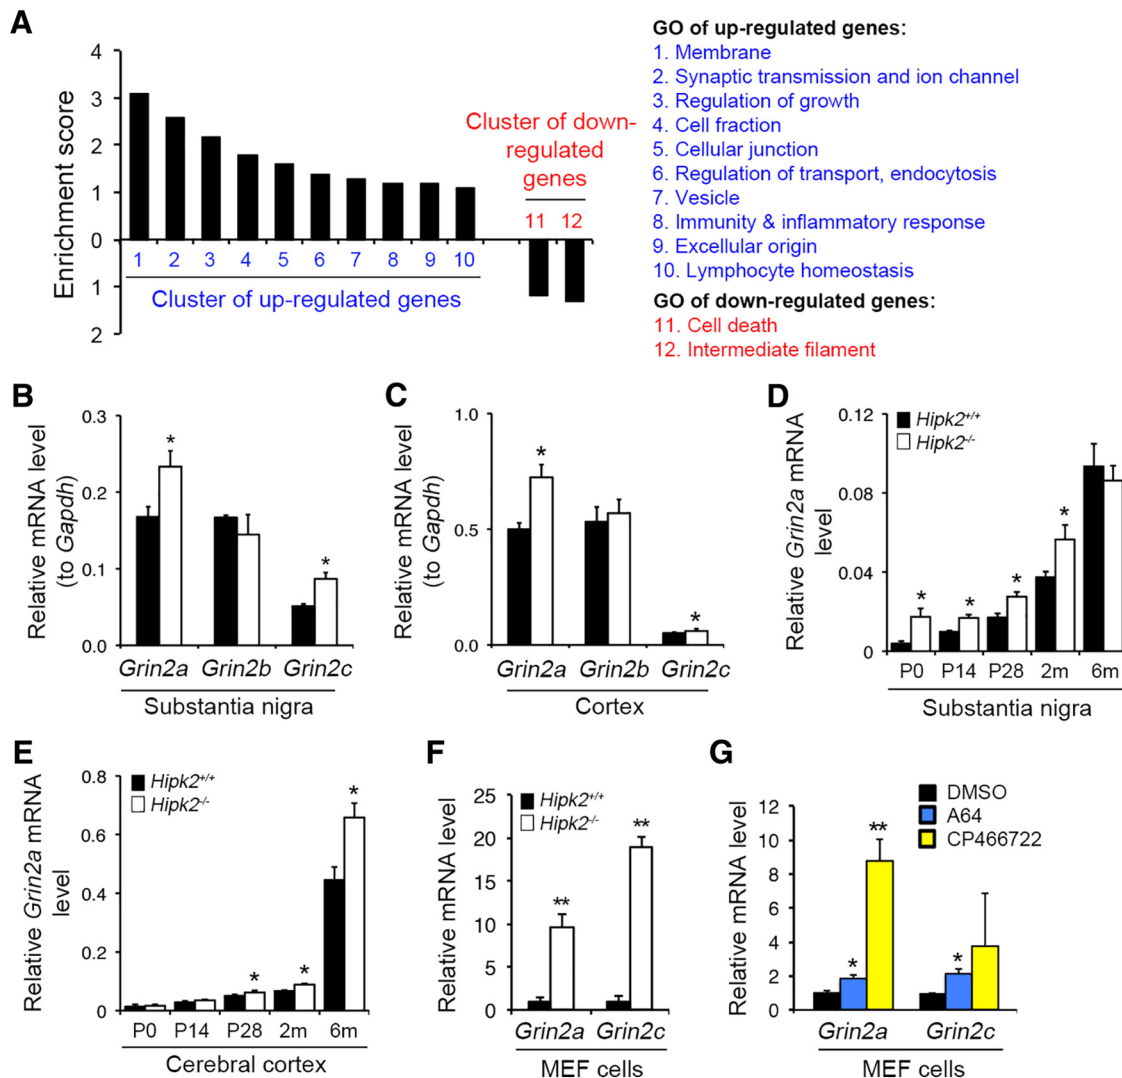 A
Enrichment score
4
3
2
1
0
1
2
1 2 3 4 5 6 7 8 9 10
Cluster of up-regulated genes
Cluster of down-
regulated
genes
11 12
GO of up-regulated genes:
1. Membrane
2. Synaptic transmission and ion channel
3. Regulation of growth
4. Cell fraction
5. Cellular junction
6. Regulation of transport, endocytosis
7. Vesicle
8. Immunity & inflammatory response
9. Excellular origin
10. Lymphocyte homeostasis
GO of down-regulated genes:
11. Cell death
12. Intermediate filament
B
Relative mRNA level
(to Gapdh)
0.3
0.2
0.1
0.0
* *
Grin2a Grin2b Grin2c
Substantia nigra
C
Relative mRNA level
(to Gapdh)
1.0
0.5
0.0
* *
Grin2a Grin2b Grin2c
Cortex
D
Relative Grin2a mRNA
level
0.12
0.08
0.04
0
Hipk2+/+
Hipk2-/-
* * * *
P0 P14 P28 2m 6m
Substantia nigra
E
Relative Grin2a mRNA
level
0.8
0.6
0.4
0.2
0
Hipk2+/+
Hipk2-/-
* * *
P0 P14 P28 2m 6m
Cerebral cortex
F
Relative mRNA level
25
20
15
10
5
0
Hipk2+/+
Hipk2-/-
** **
Grin2a Grin2c
MEF cells
G
Relative mRNA level
12
10
8
6
4
2
0
DMSO
A64
CP466722
* ** *
Grin2a Grin2c
MEF cells